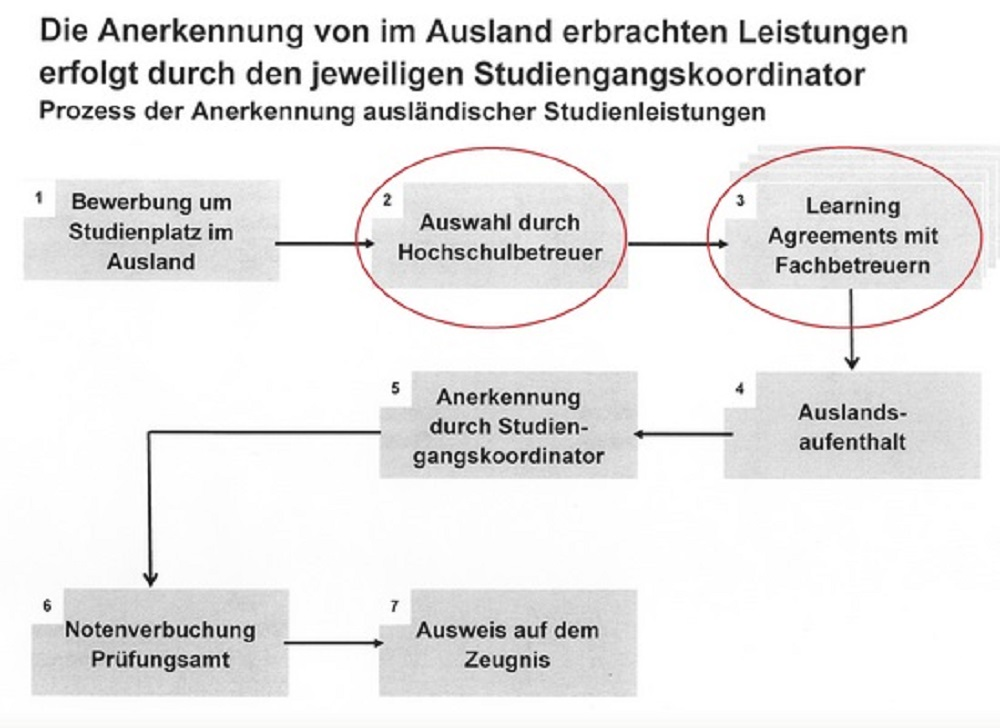 Die Anerkennung von im Ausland erbrachten Leistungen
erfolgt durch den jeweiligen Studiengangskoordinator
Prozess der Anerkennung ausländischer Studienleistungen
1
Bewerbung um
Studienplatz im
Ausland
2
Auswahl durch
Hochschulbetreuer
3
Learning
Agreements mit
Fachbetreuern
4
Auslands-
aufenthalt
5
Anerkennung
durch Studien-
gangskoordinator
6
Notenverbuchung
Prüfungsamt
7
Ausweis auf dem
Zeugnis